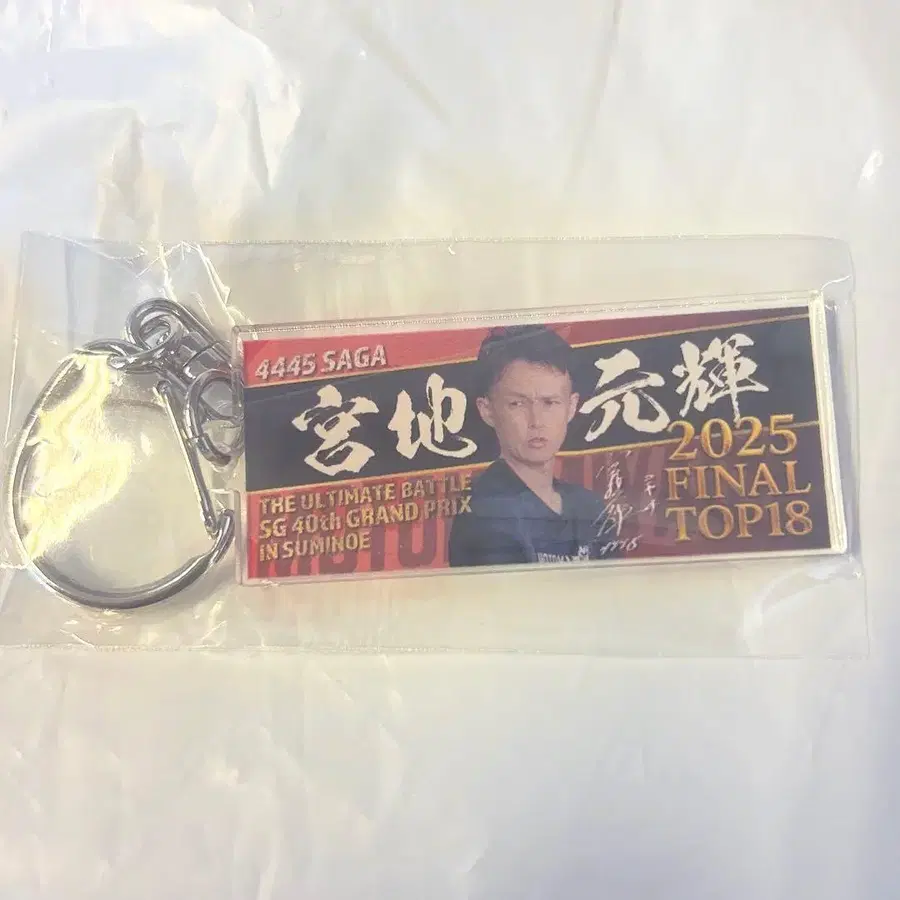 4445 SAGA
宮地 元輝
THE ULTIMATE BATTLE
SG 40th GRAND PRIX
IN SUMINOE
2025
FINAL
TOP18